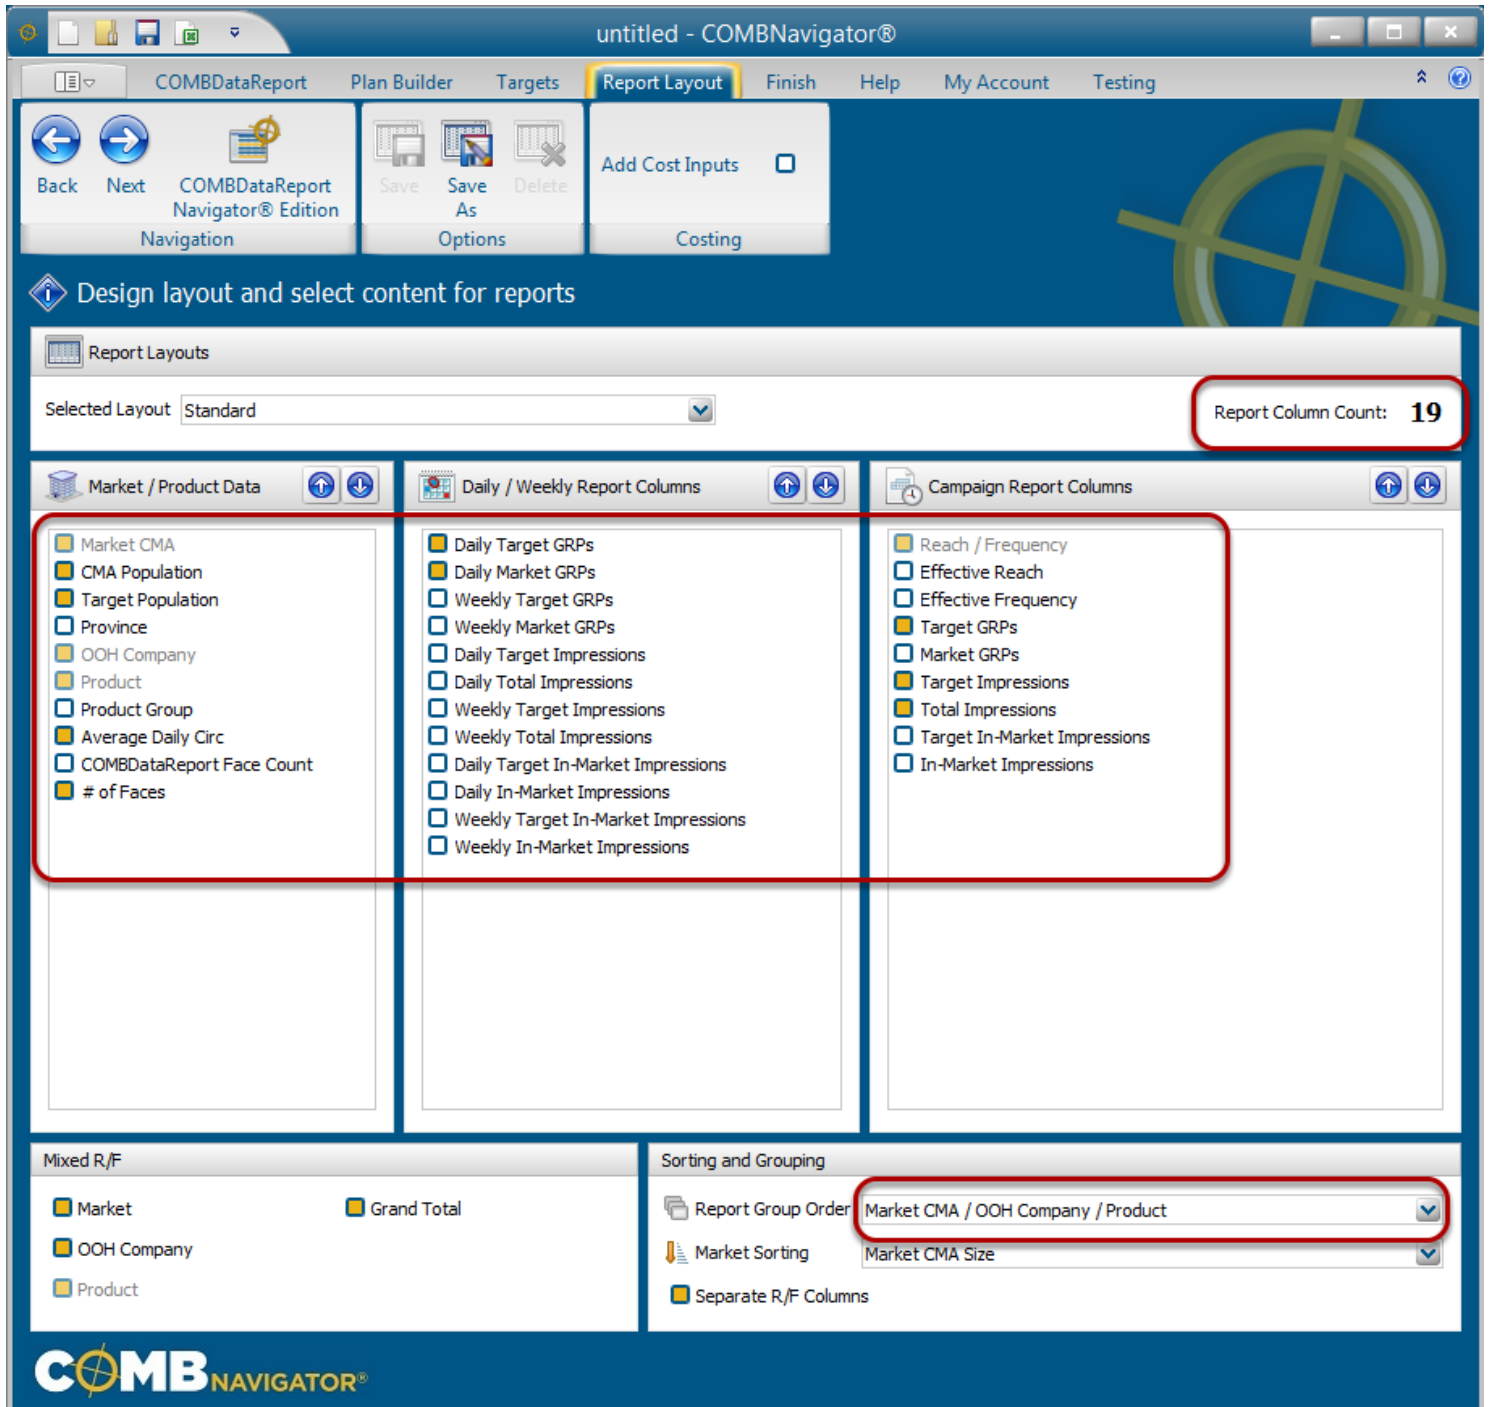 untitled - COMBNavigator®
COMBDataReport Plan Builder Targets Report Layout Finish Help My Account Testing
Back Next COMBDataReport Navigator® Edition
Save Save As Delete
Add Cost Inputs
Navigation Options Costing
Design layout and select content for reports
Report Layouts
Selected Layout Standard
Report Column Count: 19
Market / Product Data
Market CMA
CMA Population
Target Population
Province
OOH Company
Product
Product Group
Average Daily Circ
COMBDataReport Face Count
# of Faces
Daily / Weekly Report Columns
Daily Target GRPs
Daily Market GRPs
Weekly Target GRPs
Weekly Market GRPs
Daily Target Impressions
Daily Total Impressions
Weekly Target Impressions
Weekly Total Impressions
Daily Target In-Market Impressions
Daily In-Market Impressions
Weekly Target In-Market Impressions
Weekly In-Market Impressions
Campaign Report Columns
Reach / Frequency
Effective Reach
Effective Frequency
Target GRPs
Market GRPs
Target Impressions
Total Impressions
Target In-Market Impressions
In-Market Impressions
Mixed R/F
Market Grand Total
OOH Company
Product
Sorting and Grouping
Report Group Order Market CMA / OOH Company / Product
Market Sorting Market CMA Size
Separate R/F Columns
COMB NAVIGATOR®